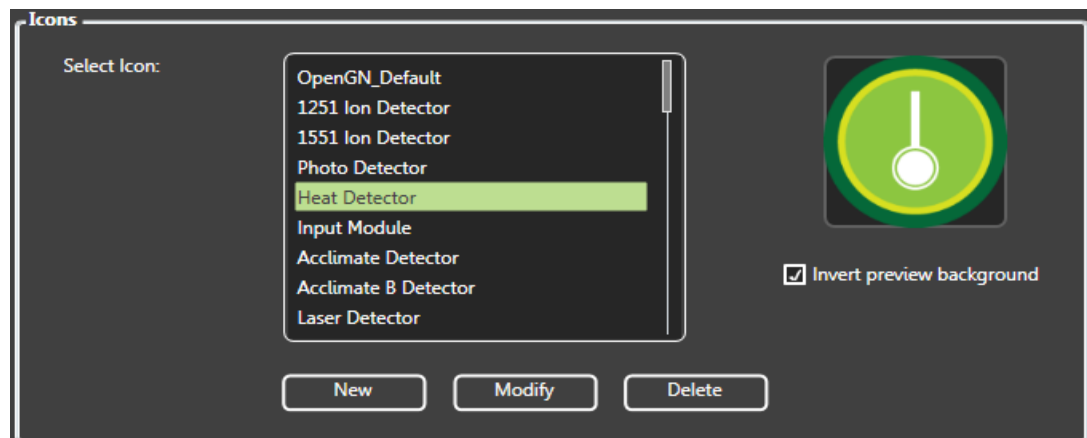 Icons
Select Icon:
OpenGN_Default
1251 Ion Detector
1551 Ion Detector
Photo Detector
Heat Detector
Input Module
Acclimate Detector
Acclimate B Detector
Laser Detector
Invert preview background
New
Modify
Delete